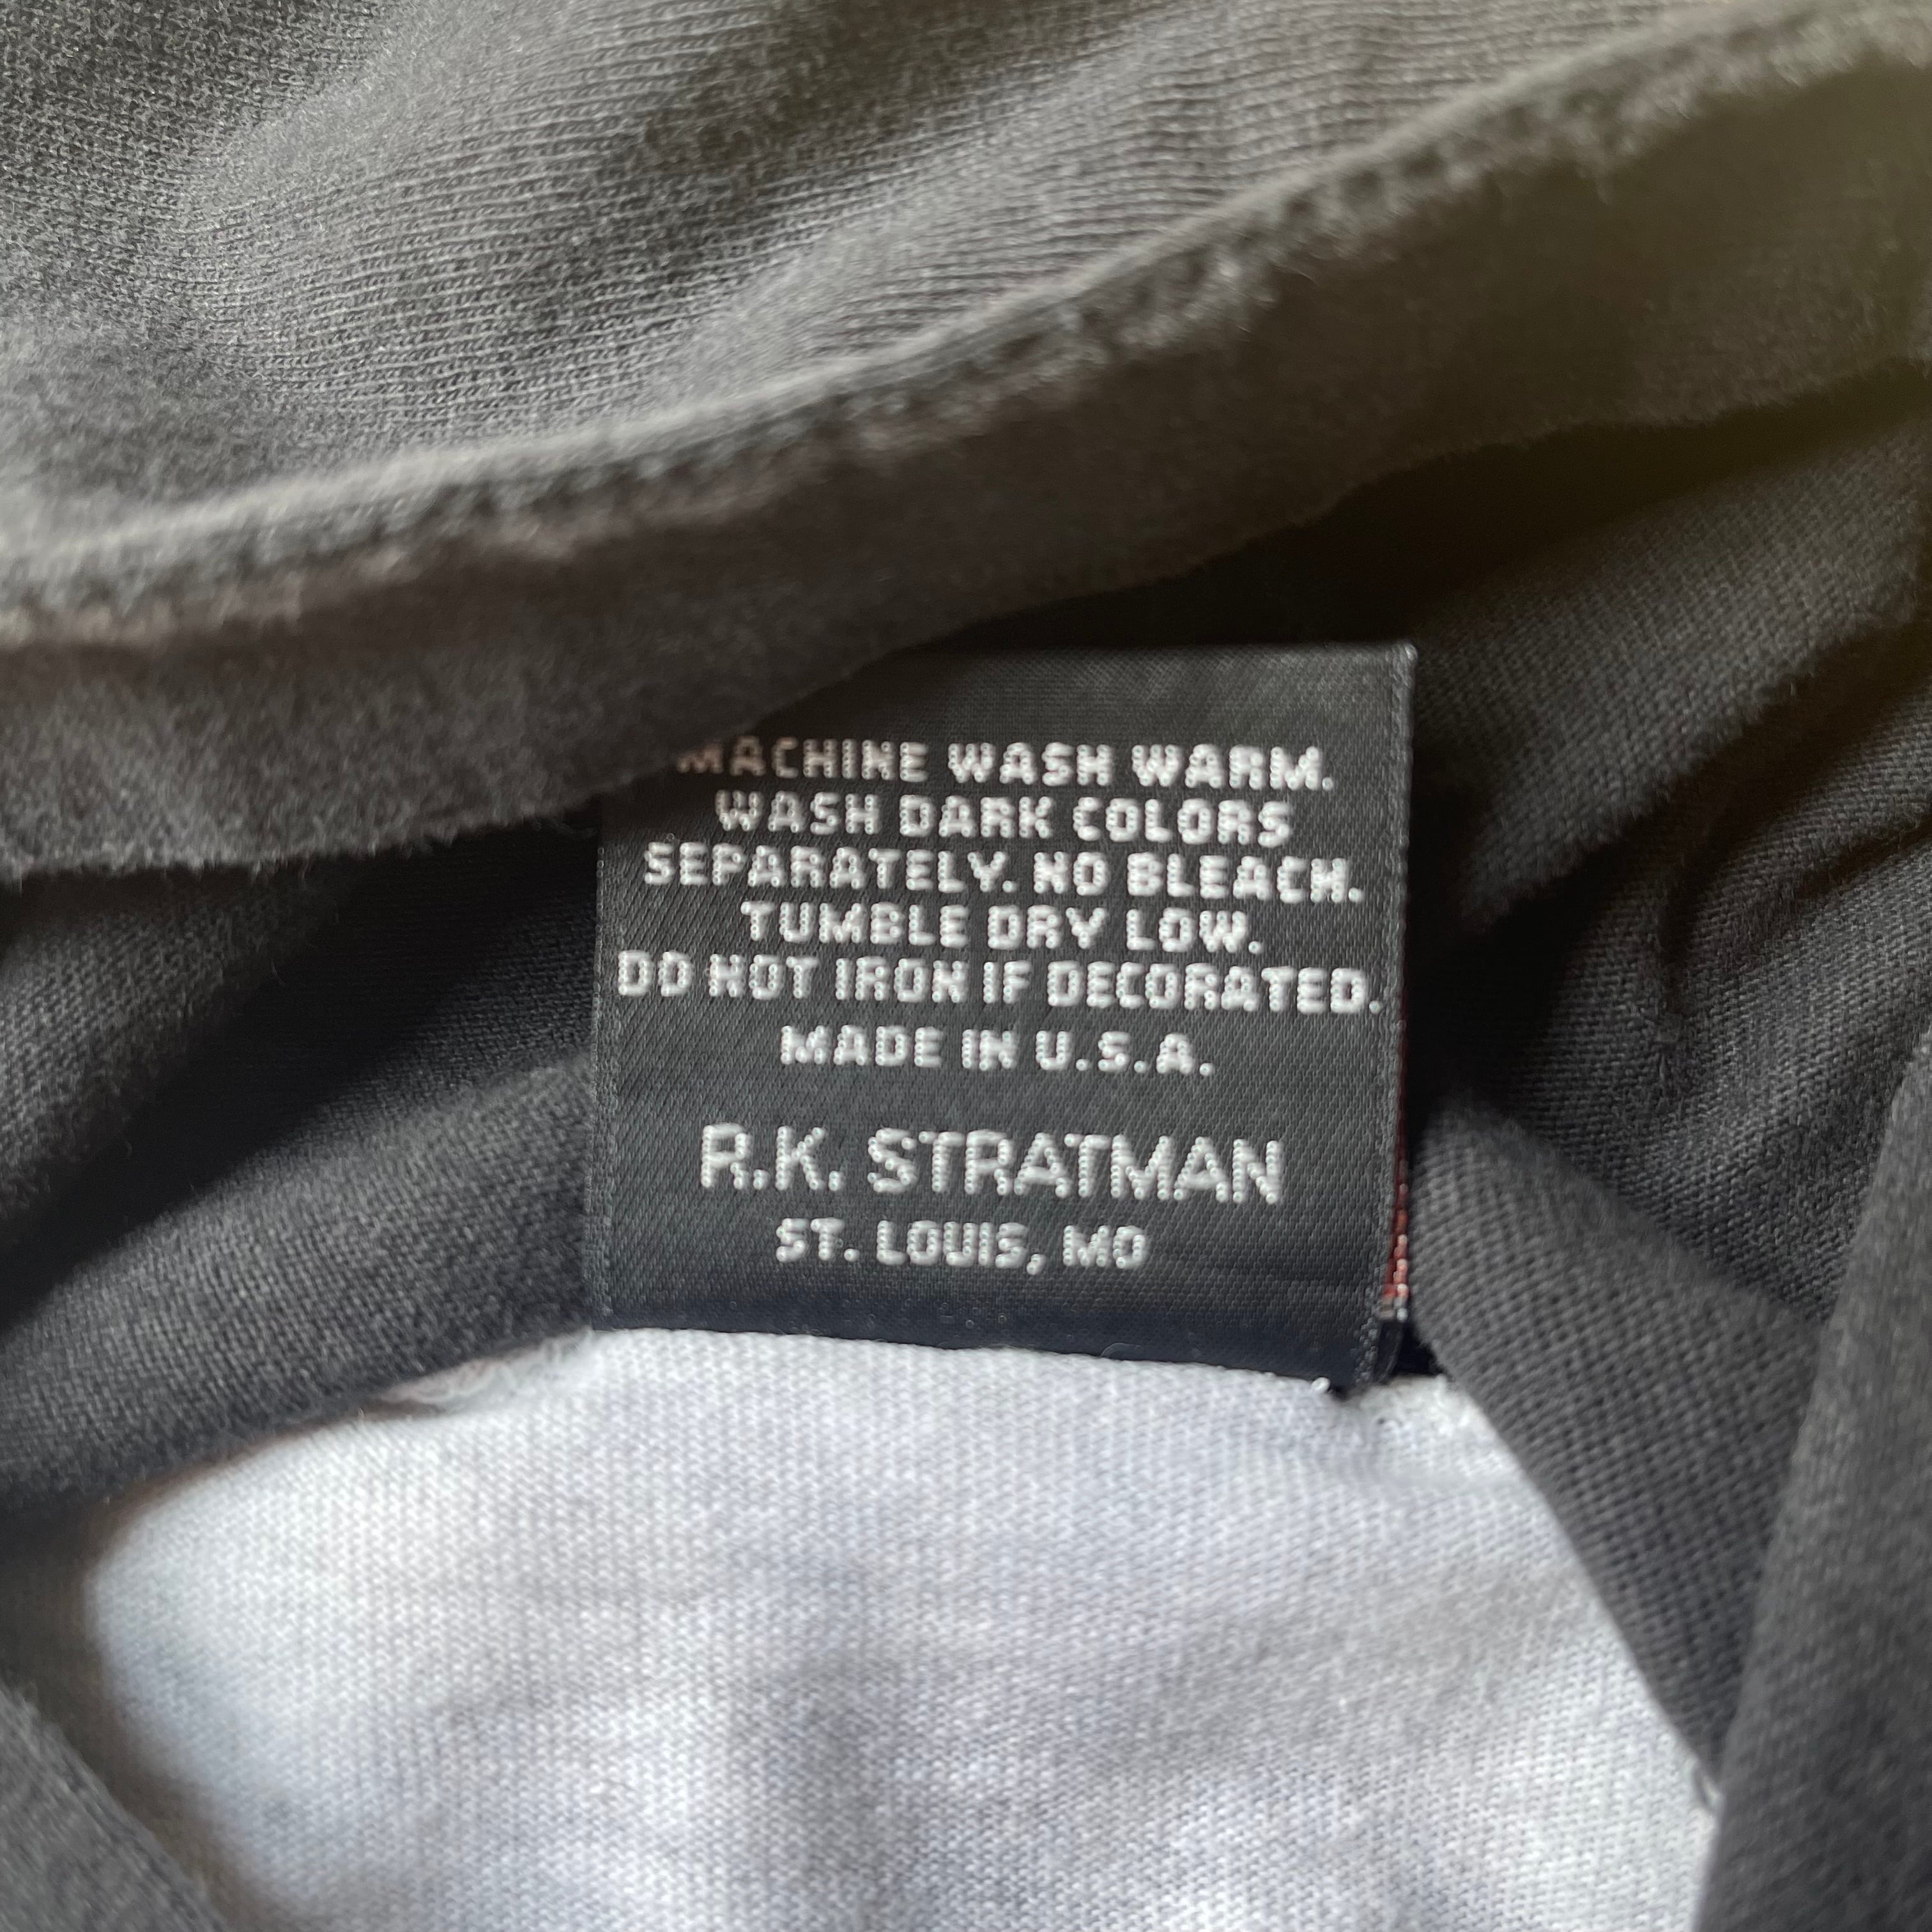 MACHINE WASH WARM.
WASH DARK COLORS
SEPARATELY. NO BLEACH.
TUMBLE DRY LOW.
DO NOT IRON IF DECORATED.
MADE IN U.S.A.
R.K. STRATMAN
ST. LOUIS, MO